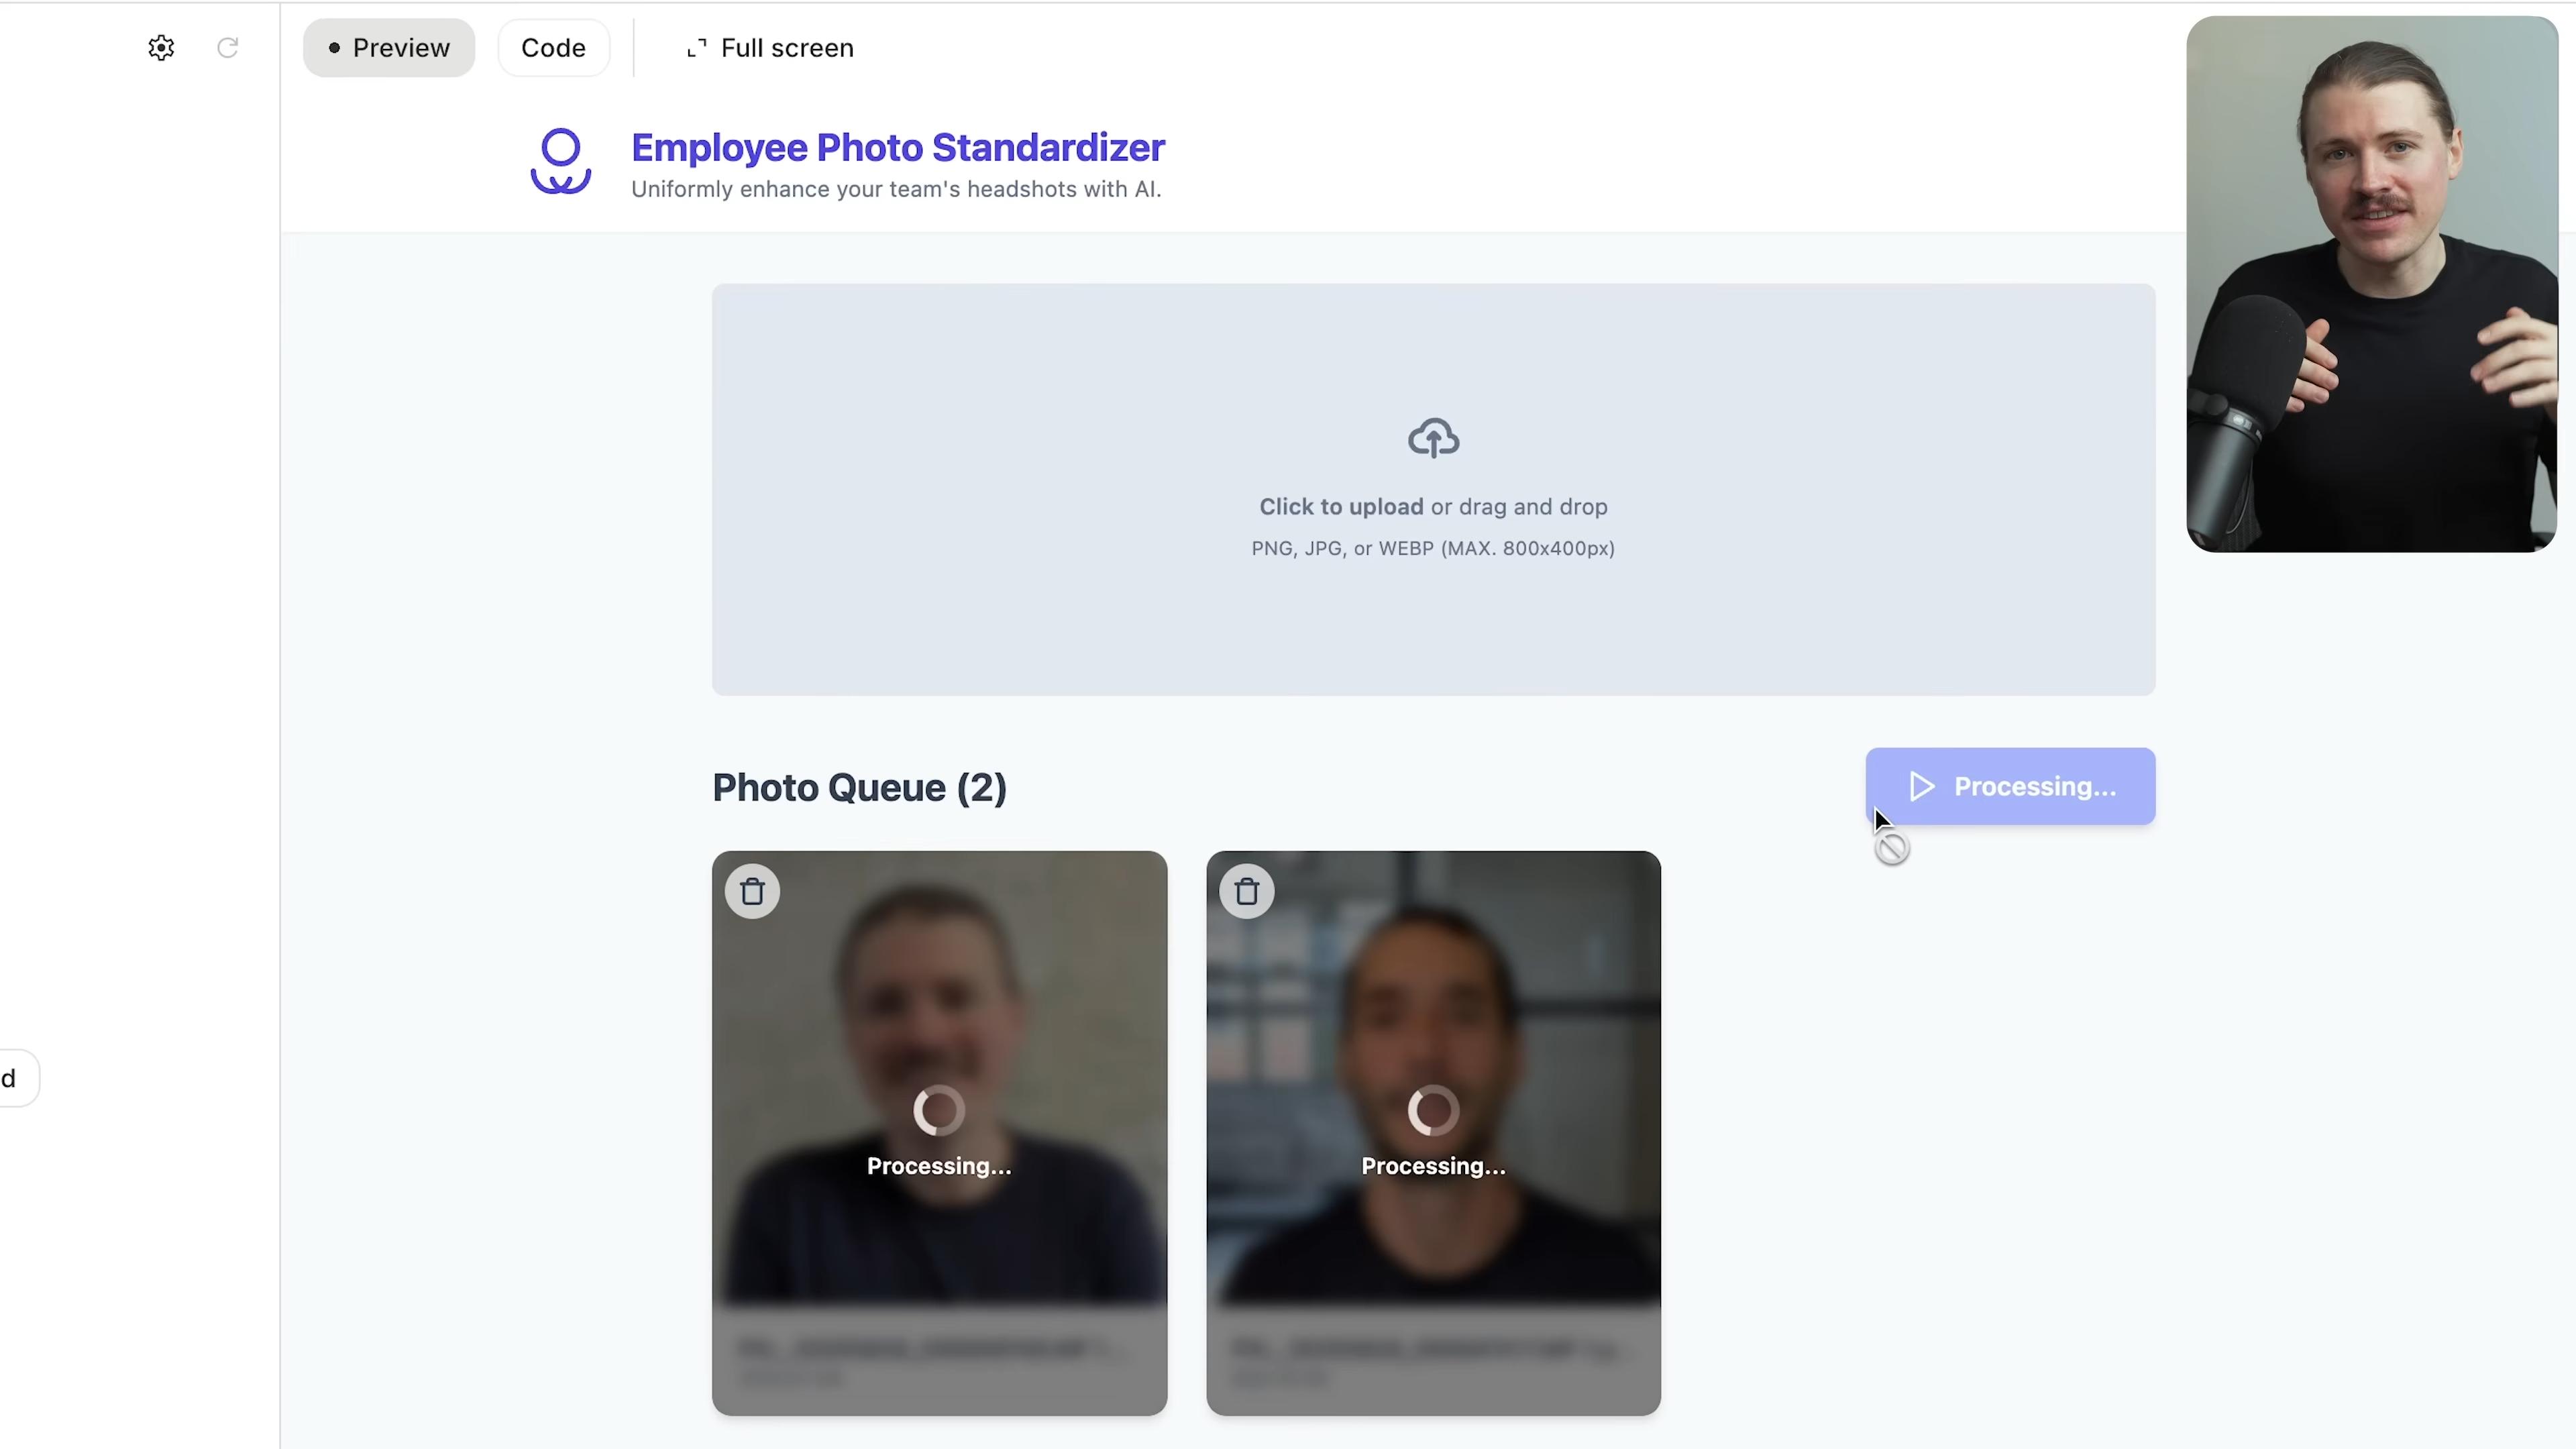 Preview
Code
Full screen
Employee Photo Standardizer
Uniformly enhance your team's headshots with AI.
Click to upload or drag and drop
PNG, JPG, or WEBP (MAX. 800x400px)
Photo Queue (2)
Processing...
Processing...
Processing...
d